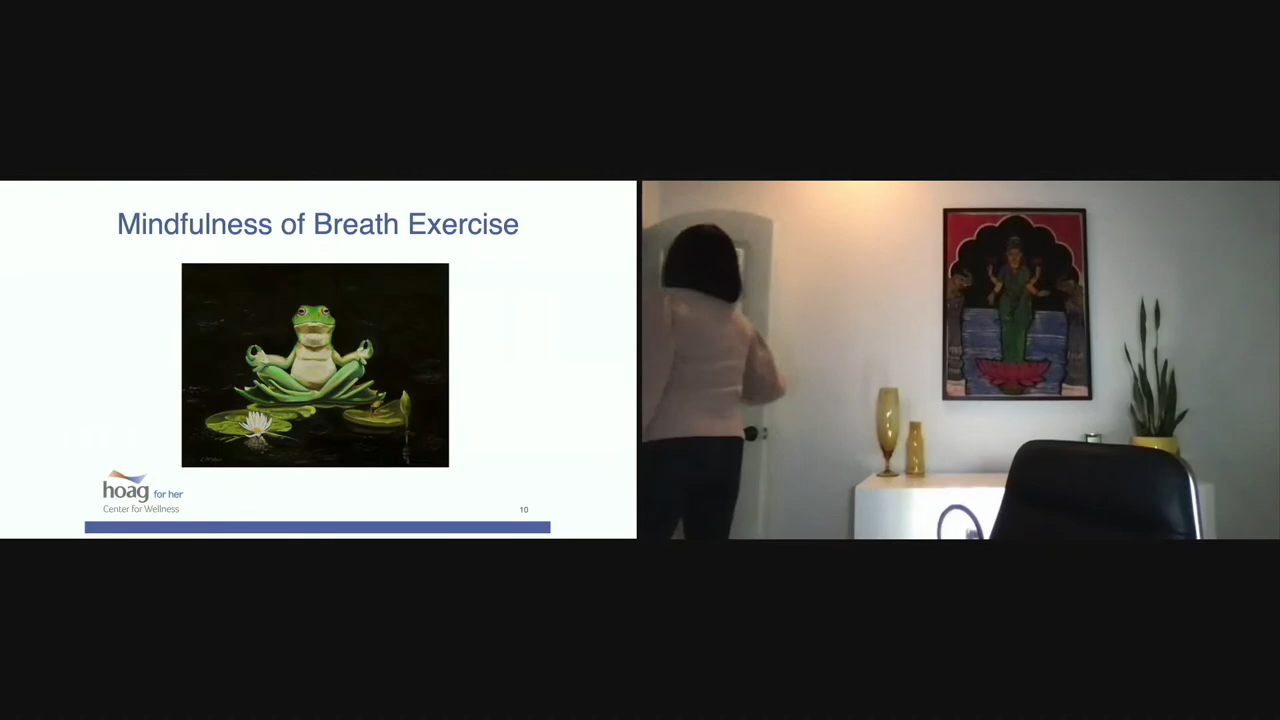 Mindfulness of Breath Exercise
hoag for her
Center for Wellness
10